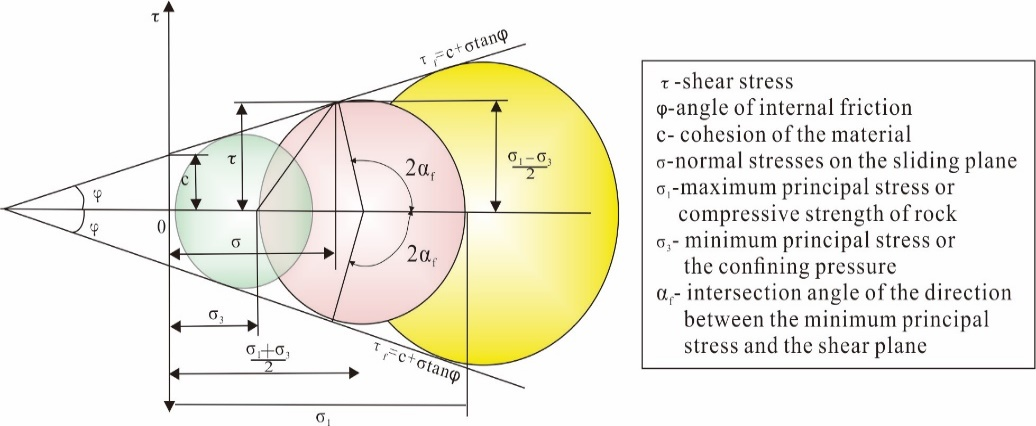 τ
τ f=c+σtanφ
τ
c
φ
φ
0
2αf
2αf
σ1−σ3
2
σ
σ3
σ1+σ3
2
τ f=c+σtanφ
σ1
τ -shear stress
φ-angle of internal friction
c- cohesion of the material
σ-normal stresses on the sliding plane
σ1-maximum principal stress or
compressive strength of rock
σ3- minimum principal stress or
the confining pressure
αf- intersection angle of the direction
between the minimum principal
stress and the shear plane